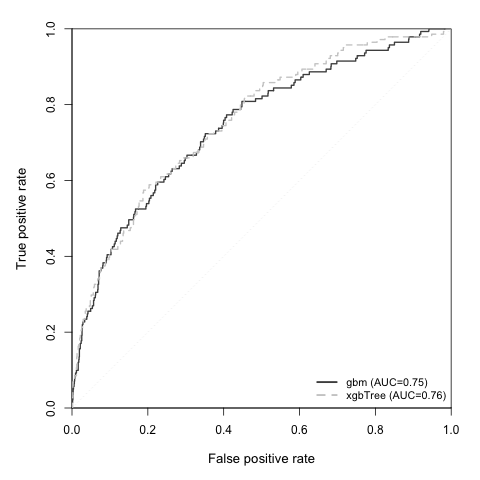 True positive rate
1.0
0.8
0.6
0.4
0.2
0.0
gbm (AUC=0.75)
xgbTree (AUC=0.76)
0.0 0.2 0.4 0.6 0.8 1.0
False positive rate